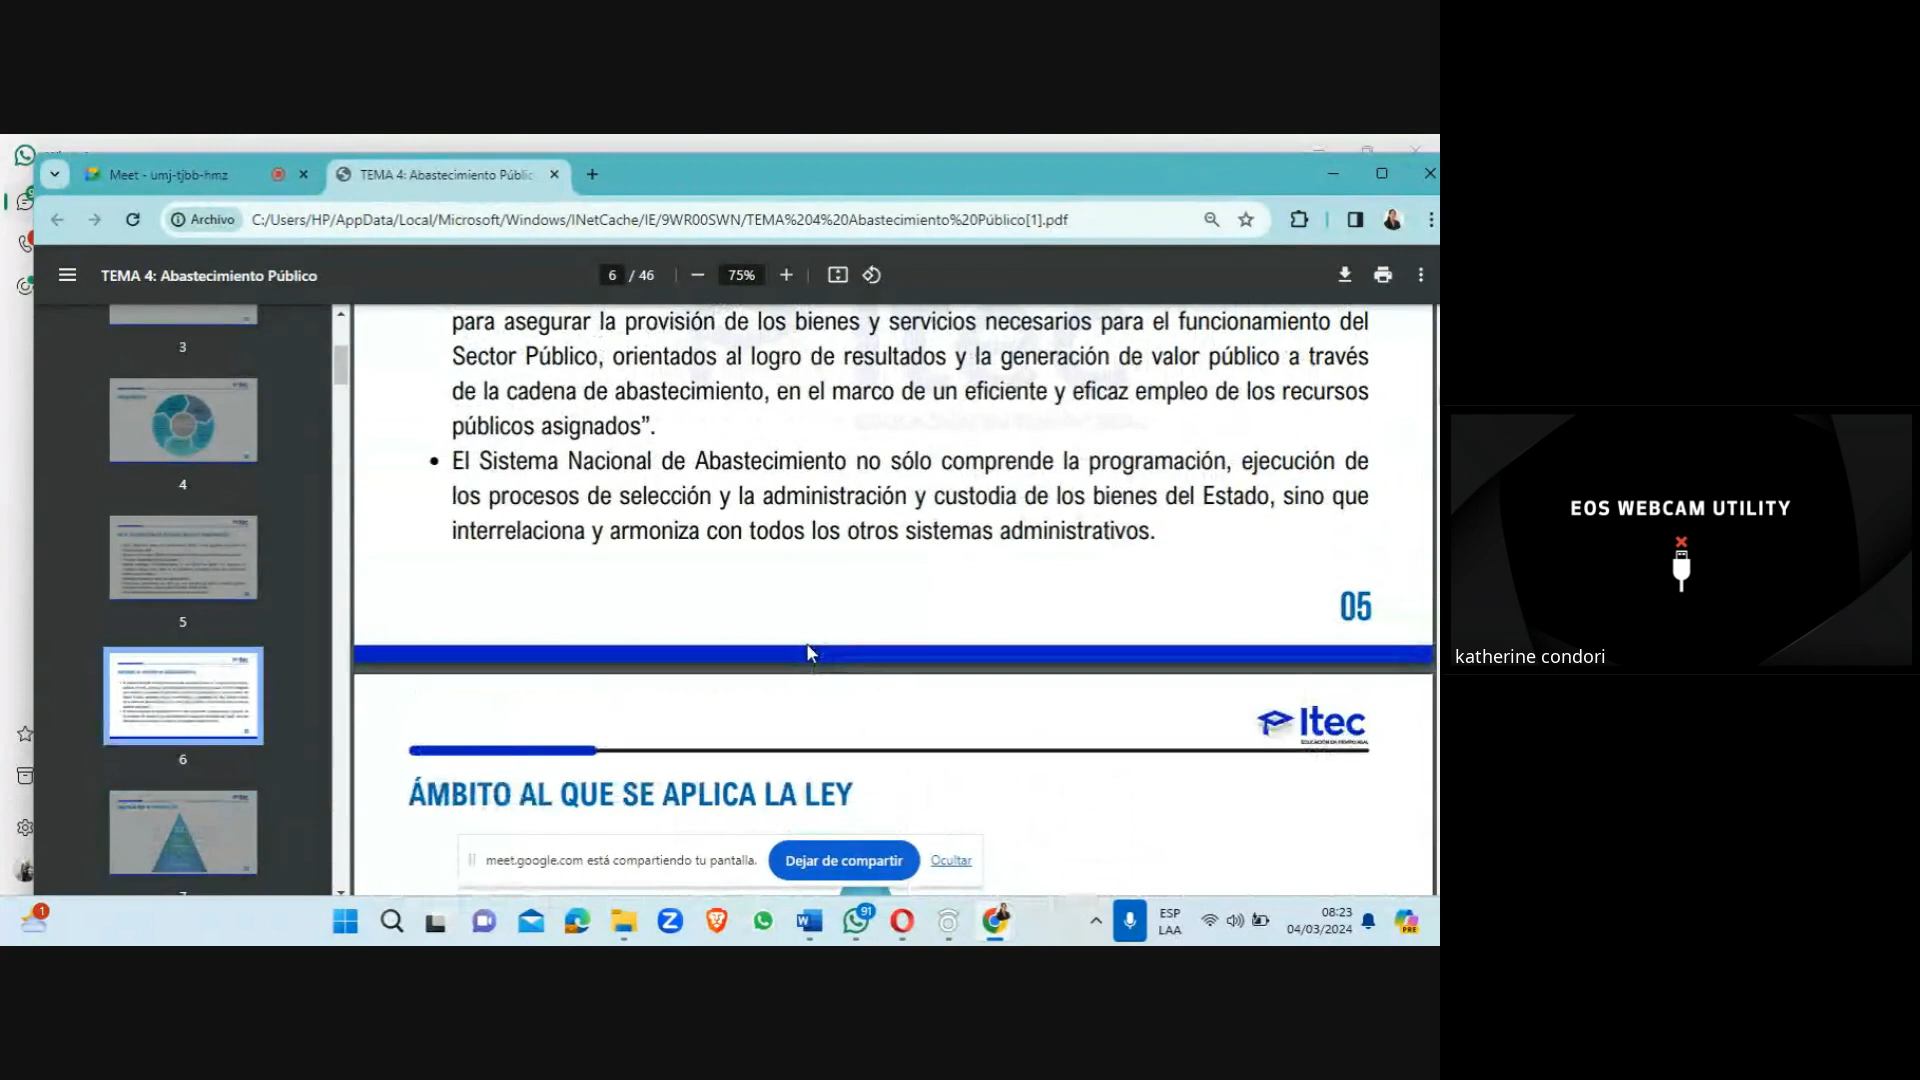 Meet - umj-tjbb-hmz
TEMA 4: Abastecimiento Públic
Archivo
C:/Users/HP/AppData/Local/Microsoft/Windows/INetCache/IE/9WR00SWN/TEMA%204%20Abastecimiento%20Público[1].pdf
TEMA 4: Abastecimiento Público
6 / 46
75%
3
4
5
6
para asegurar la provisión de los bienes y servicios necesarios para el funcionamiento del
Sector Público, orientados al logro de resultados y la generación de valor público a través
de la cadena de abastecimiento, en el marco de un eficiente y eficaz empleo de los recursos
públicos asignados”.
• El Sistema Nacional de Abastecimiento no sólo comprende la programación, ejecución de
los procesos de selección y la administración y custodia de los bienes del Estado, sino que
interrelaciona y armoniza con todos los otros sistemas administrativos.
05
Itec
ÁMBITO AL QUE SE APLICA LA LEY
meet.google.com está compartiendo tu pantalla.
Dejar de compartir
Ocultar
1
91
ESP
LAA
08:23
04/03/2024
PRE
EOS WEBCAM UTILITY
katherine condori